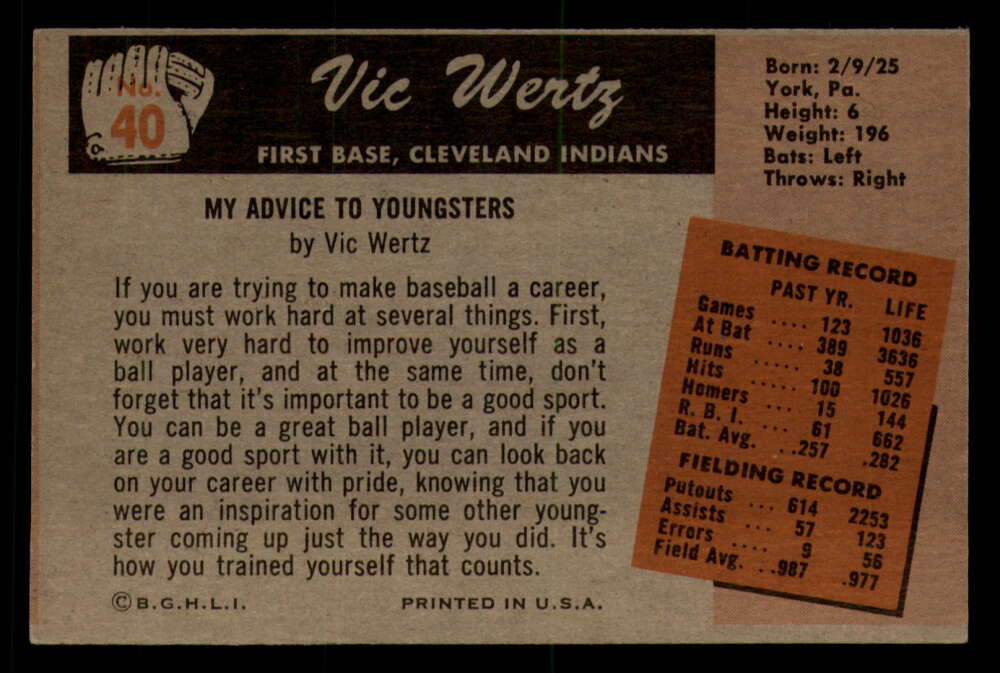 No.
40
Vic Wertz
FIRST BASE, CLEVELAND INDIANS
Born: 2/9/25
York, Pa.
Height: 6
Weight: 196
Bats: Left
Throws: Right
MY ADVICE TO YOUNGSTERS
by Vic Wertz
If you are trying to make baseball a career,
you must work hard at several things. First,
work very hard to improve yourself as a
ball player, and at the same time, don't
forget that it's important to be a good sport.
You can be a great ball player, and if you
are a good sport with it, you can look back
on your career with pride, knowing that you
were an inspiration for some other young-
ster coming up just the way you did. It's
how you trained yourself that counts.
©B.G.H.L.I. PRINTED IN U.S.A.
BATTING RECORD
PAST YR. LIFE
Games .... 123 1036
At Bat .... 389 3636
Runs ..... 38 557
Hits ..... 100 1026
Homers ... 15 144
R. B. I. ... 61 662
Bat. Avg. ..257 .282
FIELDING RECORD
Putouts ... 614 2253
Assists ... 57 123
Errors .... 9 56
Field Avg. ..987 .977